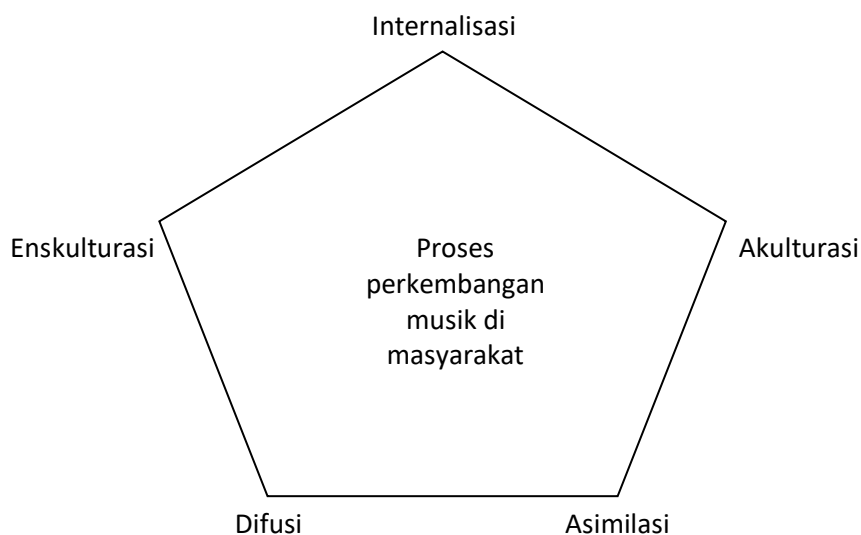 Internalisasi
Enskulturasi
Akulturasi
Proses
perkembangan
musik di
masyarakat
Difusi
Asimilasi